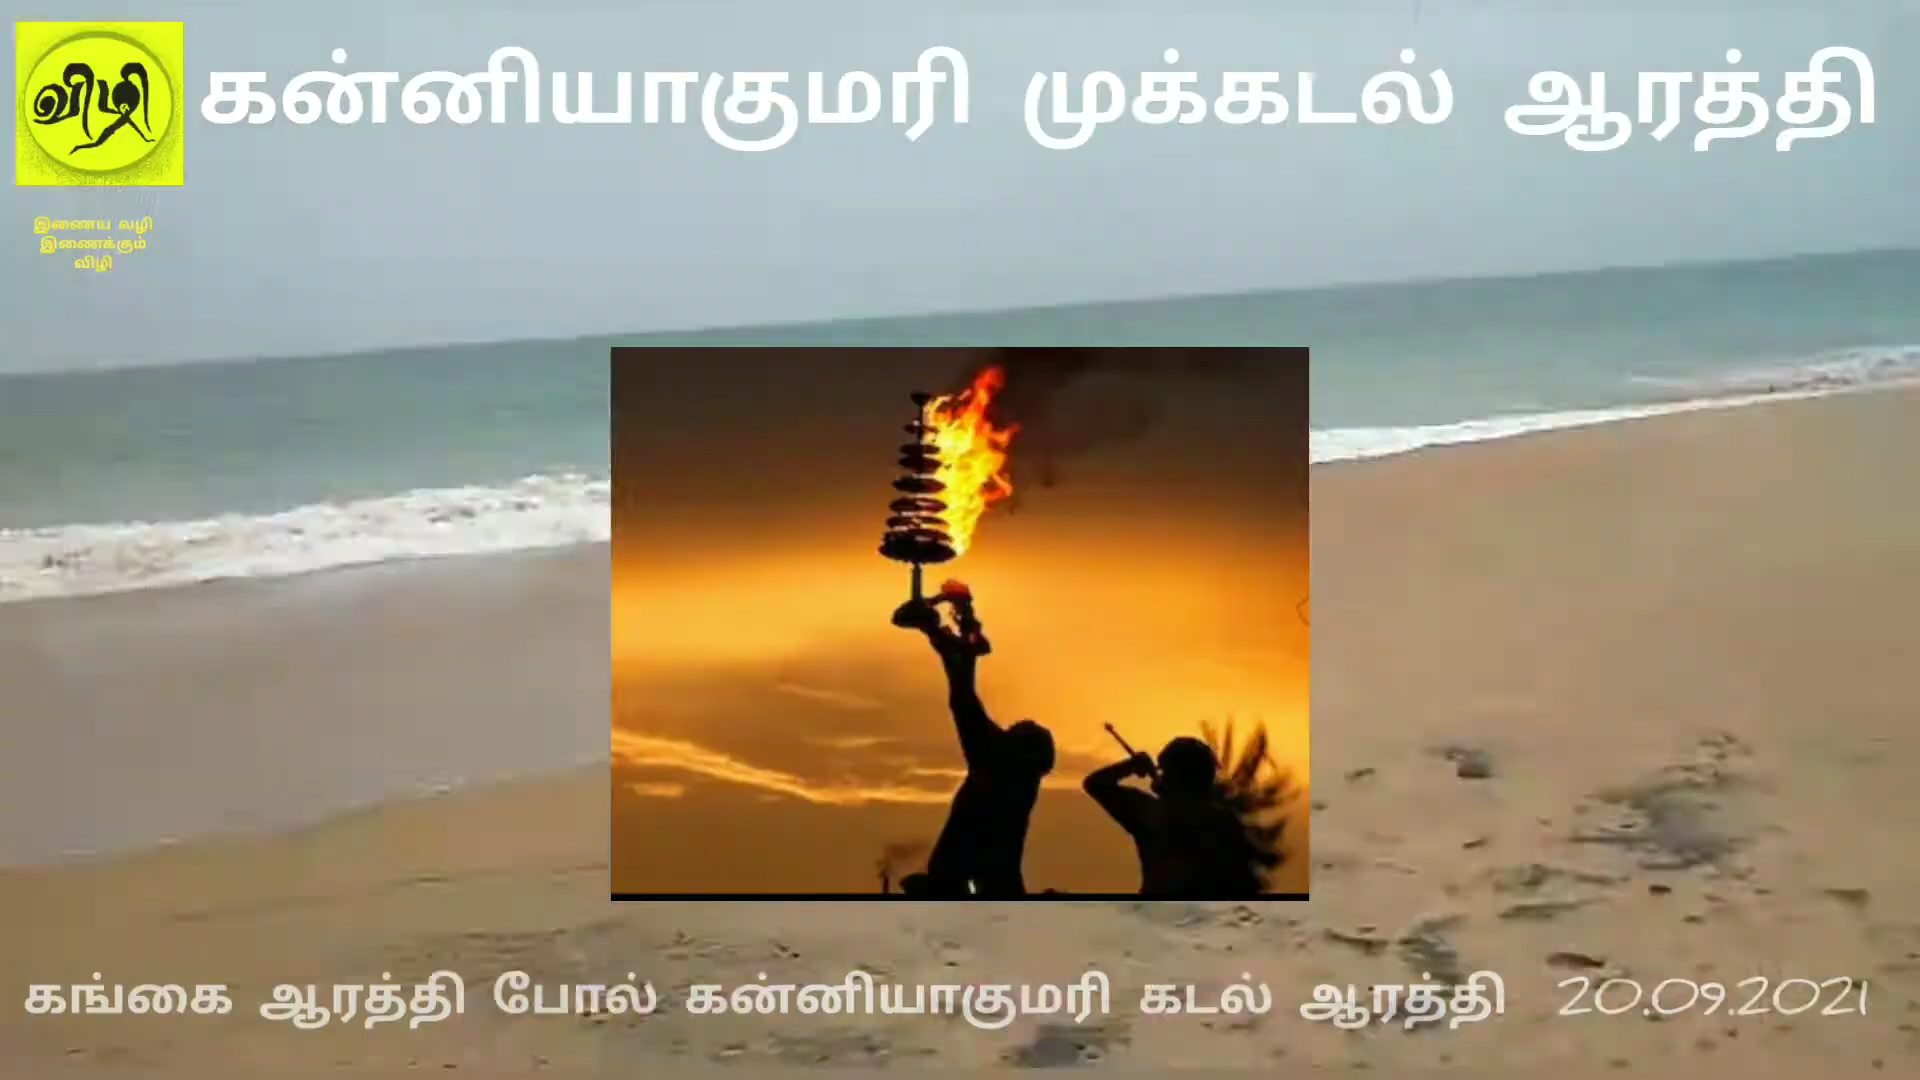 விழி
கன்னியாகுமரி முக்கடல் ஆரத்தி
இணைய வழி
இணைக்கும்
விழி
கங்கை ஆரத்தி போல் கன்னியாகுமரி கடல் ஆரத்தி 20.09.2021